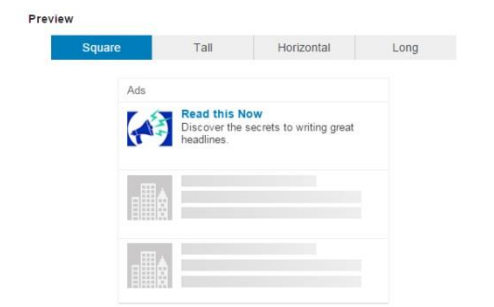 Preview
Square Tall Horizontal Long
Ads
Read this Now
Discover the secrets to writing great
headlines.